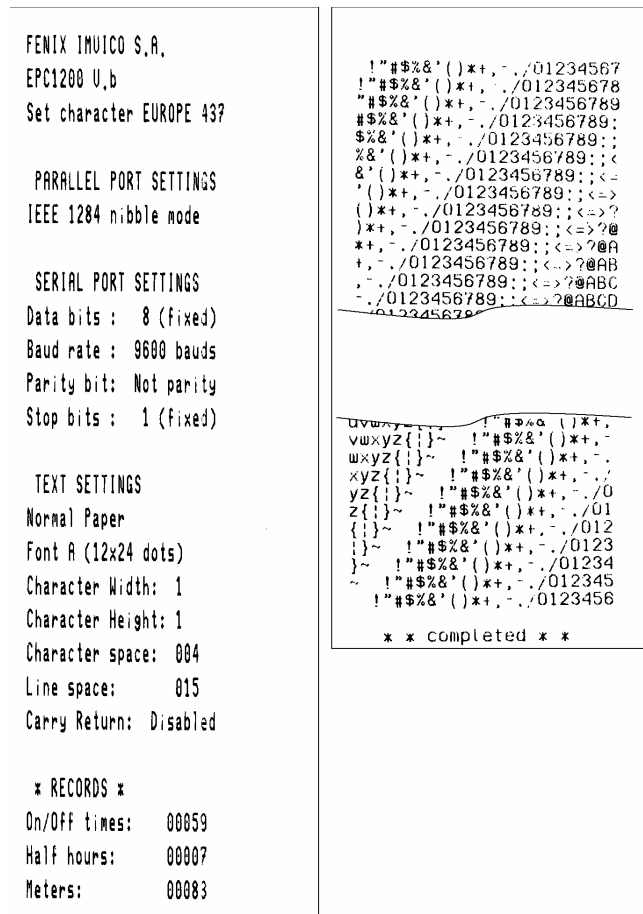 FENIX IMVICO S.A.
EPC1200 V.b
Set character EUROPE 437
PARALLEL PORT SETTINGS
IEEE 1284 nibble mode
SERIAL PORT SETTINGS
Data bits : 8 (fixed)
Baud rate : 9600 bauds
Parity bit: Not parity
Stop bits : 1 (fixed)
TEXT SETTINGS
Normal Paper
Font A (12x24 dots)
Character Width: 1
Character Height: 1
Character space: 004
Line space: 015
Carry Return: Disabled
* RECORDS *
On/Off times: 00059
Half hours: 00007
Meters: 00083
!"#$%&'()*+,-./01234567
!"#$%&'()*+,-./012345678
"#$%&'()*+,-./0123456789
#$%&'()*+,-./0123456789:
$%&'()*+,-./0123456789:;
%&'()*+,-./0123456789:;<
&'()*+,-./0123456789:;<=
'()*+,-./0123456789:;<=>
()*+,-./0123456789:;<=>?
)*+,-./0123456789:;<=>?@
*+,-./0123456789:;<=>?@A
+,-./0123456789:;<=>?@AB
,-./0123456789:;<=>?@ABC
-./0123456789:;<=>?@ABCD
vwxyz{¦}~ !"#$%&'()*+,-
wxyz{¦}~ !"#$%&'()*+,-.
xyz{¦}~ !"#$%&'()*+,-./
yz{¦}~ !"#$%&'()*+,-./0
z{¦}~ !"#$%&'()*+,-./01
{¦}~ !"#$%&'()*+,-./012
¦}~ !"#$%&'()*+,-./0123
}~ !"#$%&'()*+,-./01234
~ !"#$%&'()*+,-./012345
!"#$%&'()*+,-./0123456
* * completed * *